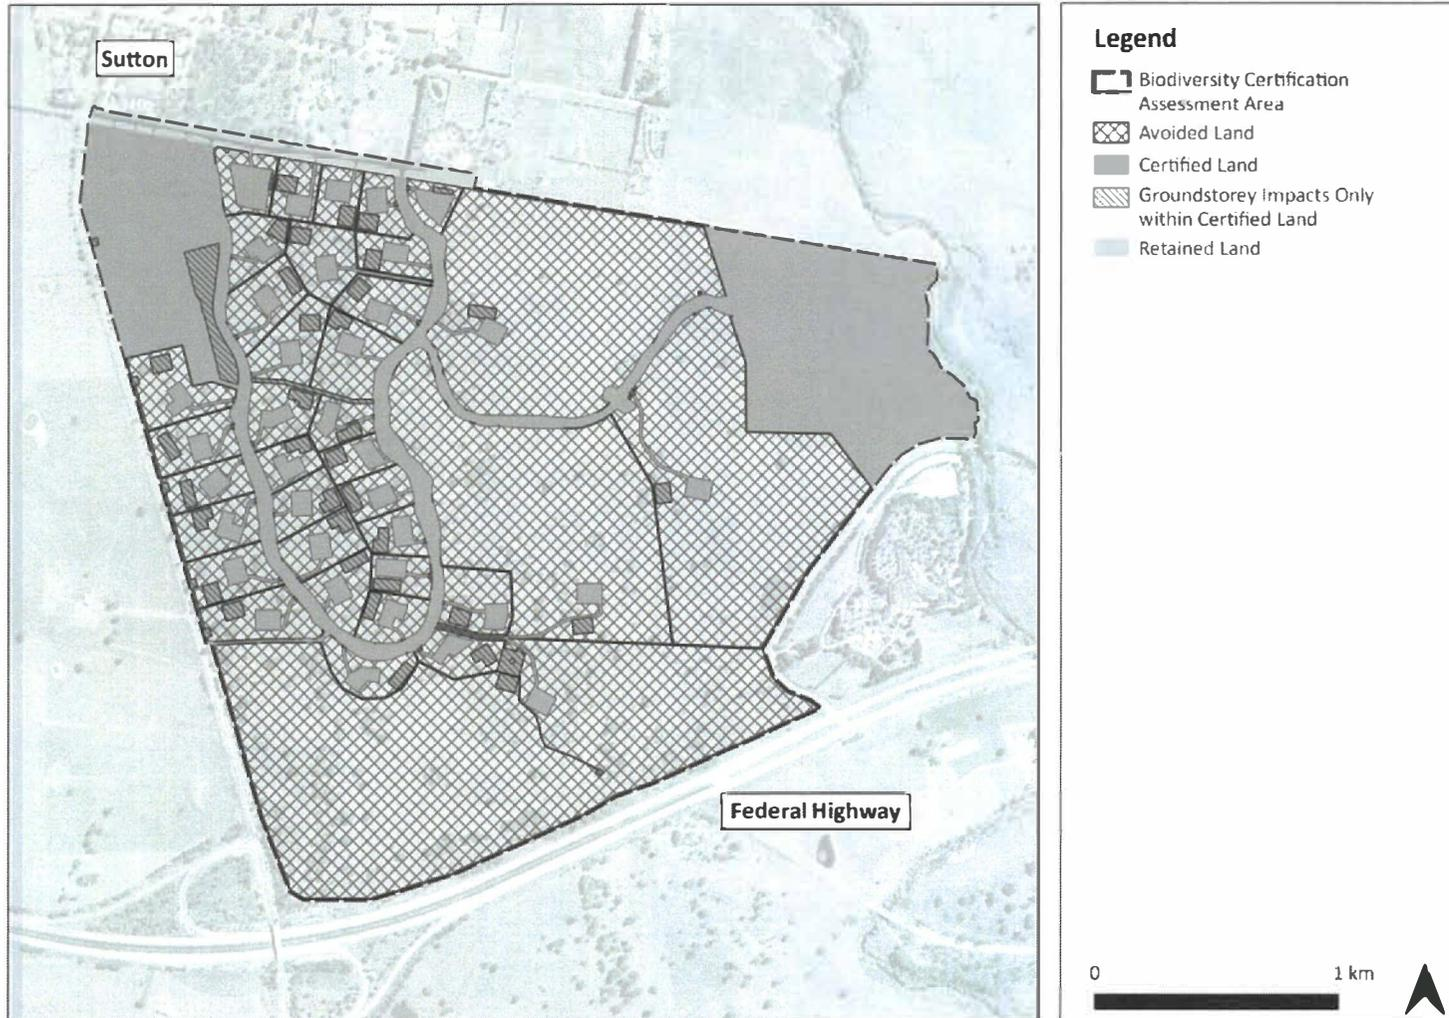 Sutton
Federal Highway
Legend
Biodiversity Certification
Assessment Area
Avoided Land
Certified Land
Groundstorey Impacts Only
within Certified Land
Retained Land
0 1 km